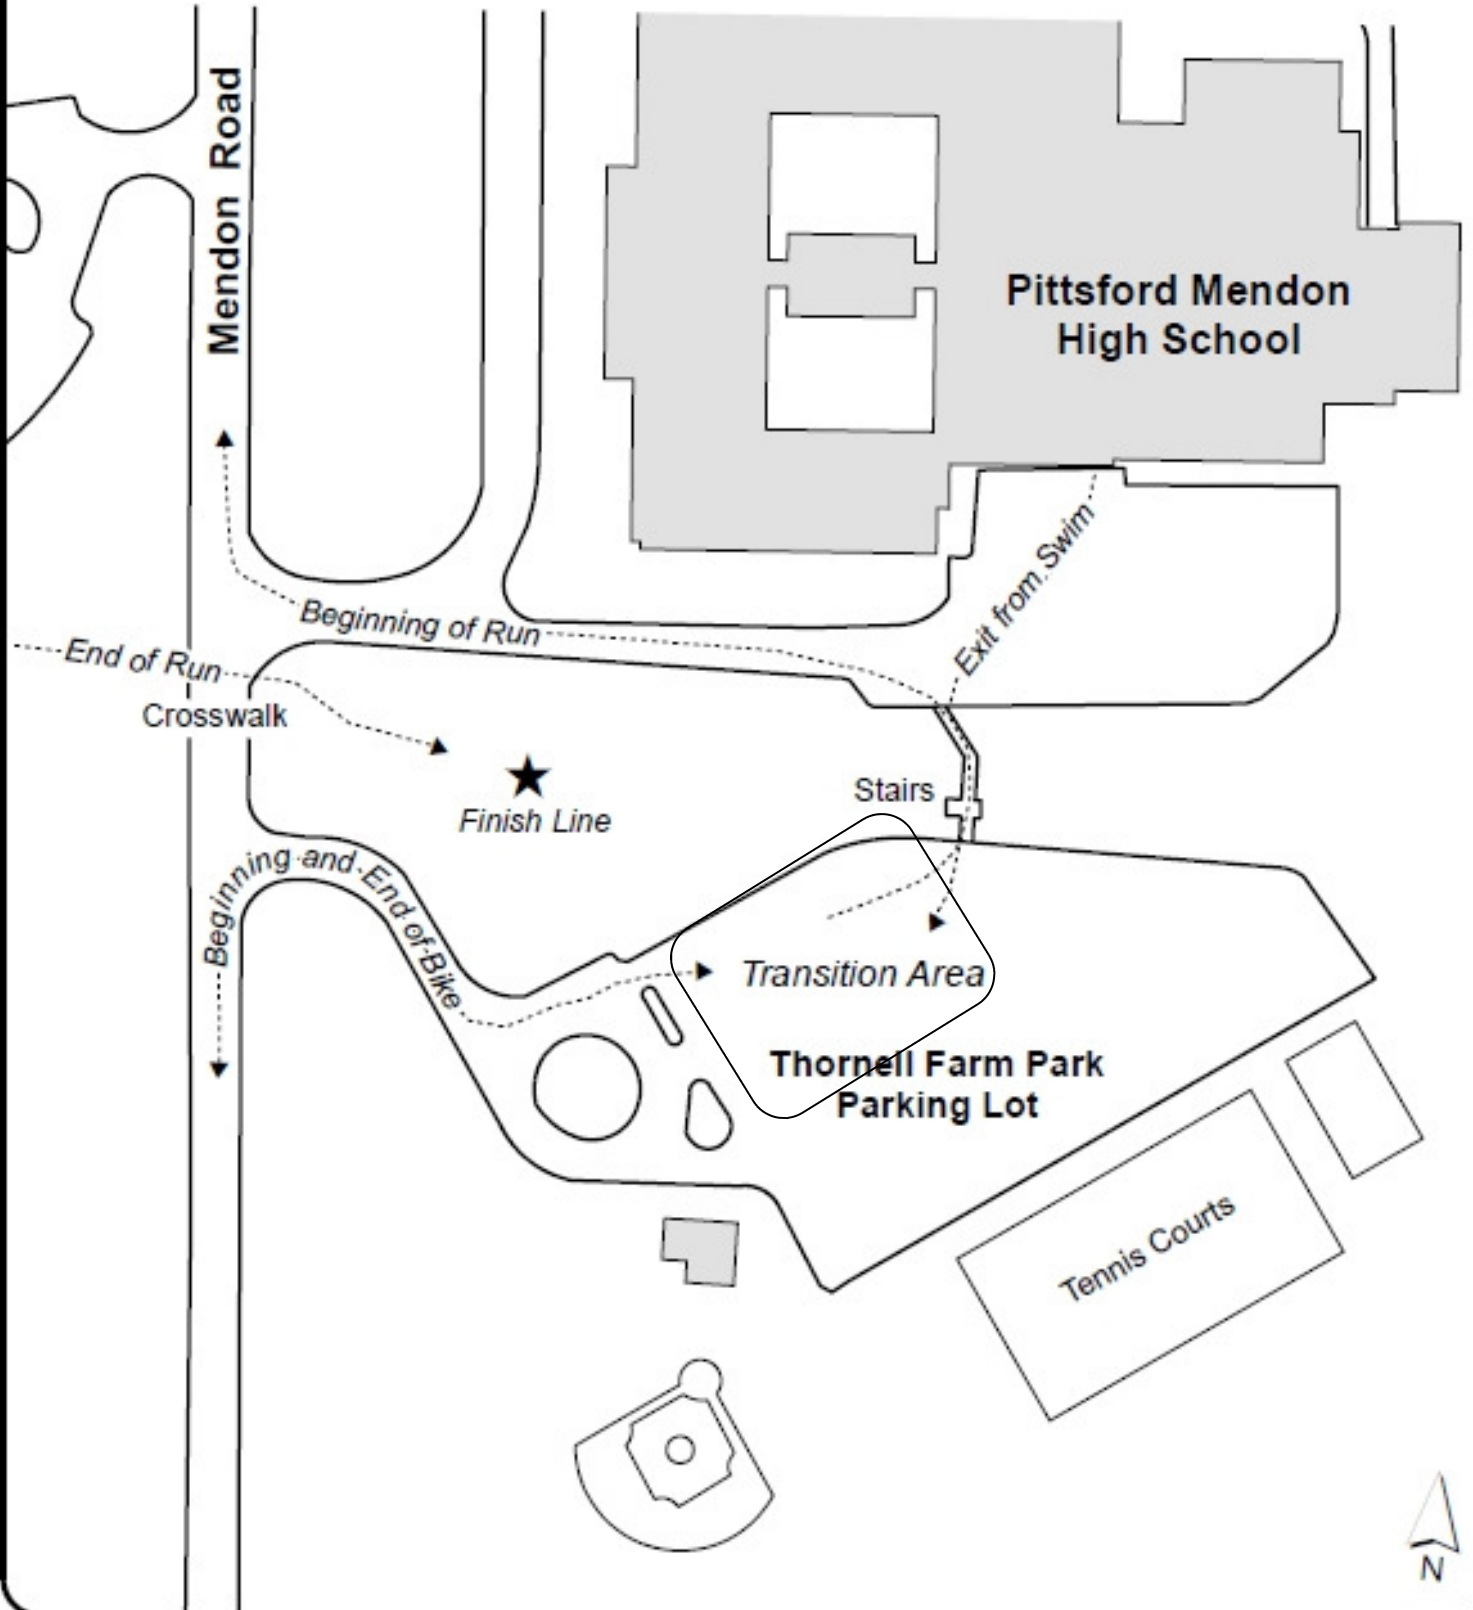 Mendon Road
Pittsford Mendon
High School
Exit from Swim
Beginning of Run
End of Run
Crosswalk
Stairs
Finish Line
Beginning and End of Bike
Transition Area
Thornell Farm Park
Parking Lot
Tennis Courts
N